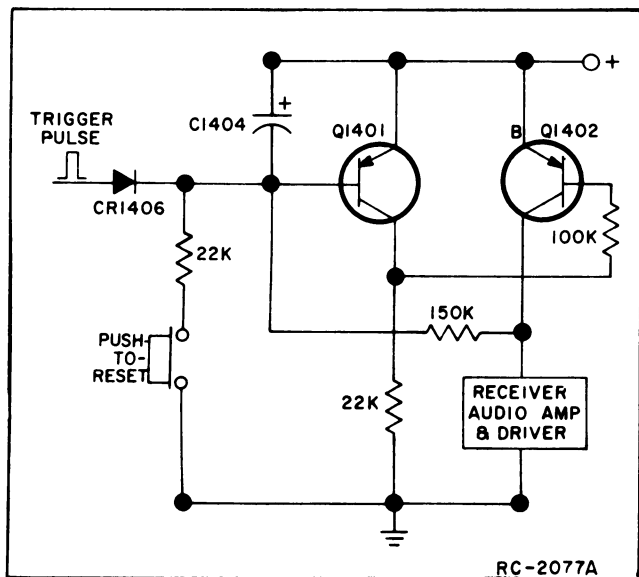 +
+
C1404
Q1401
B Q1402
TRIGGER
PULSE
CR1406
22K
100K
150K
PUSH-
TO-
RESET
22K
RECEIVER
AUDIO AMP
& DRIVER
RC-2077A